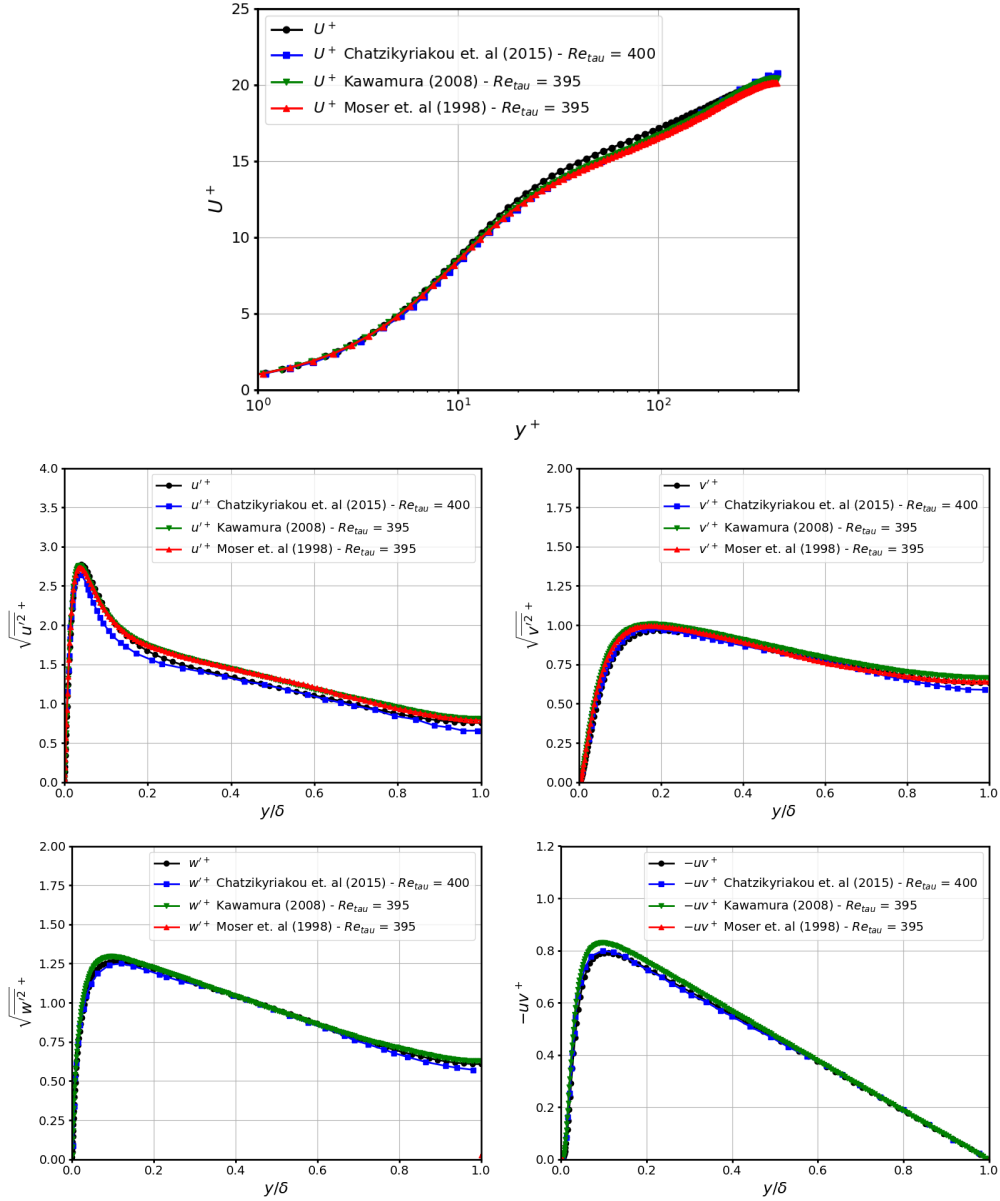 25
20
15
10
5
0
U⁺
U⁺
U⁺ Chatzikyriakou et. al (2015) - Re_tau = 400
U⁺ Kawamura (2008) - Re_tau = 395
U⁺ Moser et. al (1998) - Re_tau = 395
10⁰ 10¹ 10²
y⁺
4.0
3.5
3.0
2.5
2.0
1.5
1.0
0.5
0.0
√u′²⁺
u′⁺
u′⁺ Chatzikyriakou et. al (2015) - Re_tau = 400
u′⁺ Kawamura (2008) - Re_tau = 395
u′⁺ Moser et. al (1998) - Re_tau = 395
0.0 0.2 0.4 0.6 0.8 1.0
y/δ
2.00
1.75
1.50
1.25
1.00
0.75
0.50
0.25
0.00
√v′²⁺
v′⁺
v′⁺ Chatzikyriakou et. al (2015) - Re_tau = 400
v′⁺ Kawamura (2008) - Re_tau = 395
v′⁺ Moser et. al (1998) - Re_tau = 395
0.0 0.2 0.4 0.6 0.8 1.0
y/δ
2.00
1.75
1.50
1.25
1.00
0.75
0.50
0.25
0.00
√w′²⁺
w′⁺
w′⁺ Chatzikyriakou et. al (2015) - Re_tau = 400
w′⁺ Kawamura (2008) - Re_tau = 395
w′⁺ Moser et. al (1998) - Re_tau = 395
0.0 0.2 0.4 0.6 0.8 1.0
y/δ
1.2
1.0
0.8
0.6
0.4
0.2
0.0
−uv⁺
−uv⁺
−uv⁺ Chatzikyriakou et. al (2015) - Re_tau = 400
−uv⁺ Kawamura (2008) - Re_tau = 395
−uv⁺ Moser et. al (1998) - Re_tau = 395
0.0 0.2 0.4 0.6 0.8 1.0
y/δ